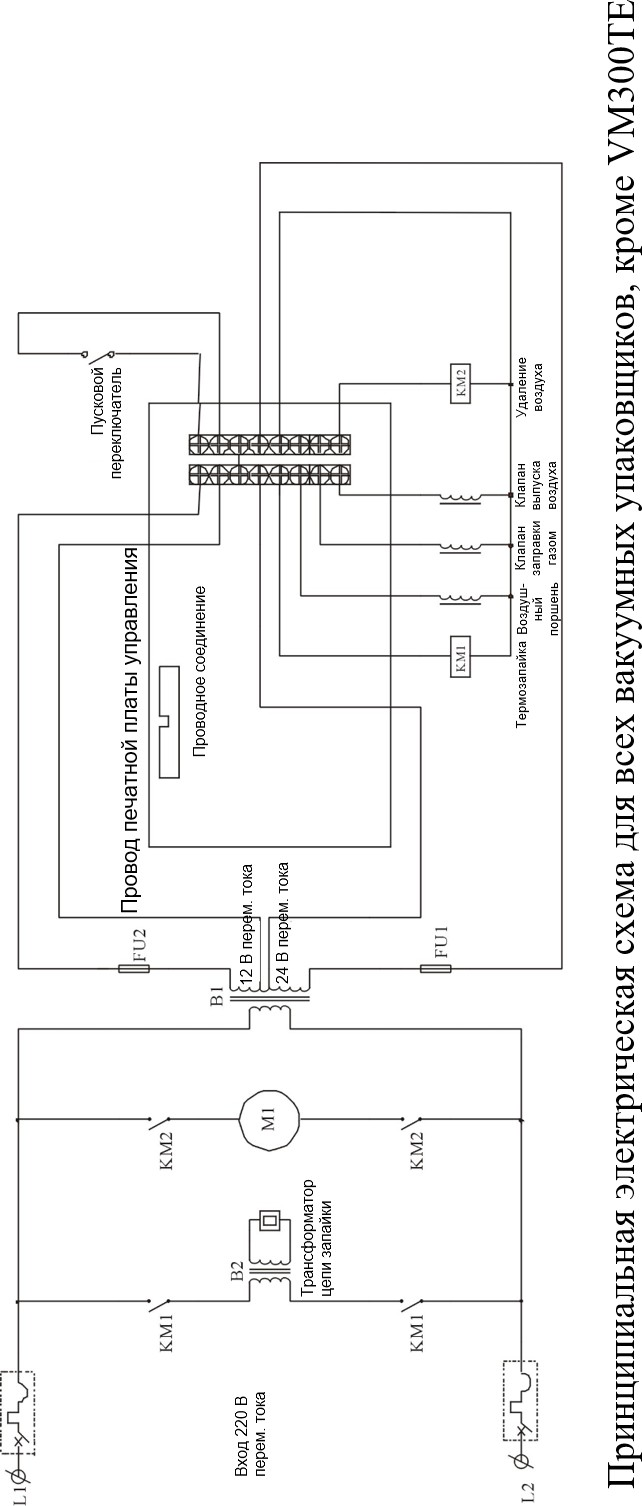 L1
L2
Вход 220 В
перем. тока
KM1
KM1
B2
Трансформатор
цепи запайки
KM2
M1
KM2
B1
12 В перем. тока
24 В перем. тока
FU2
FU1
Провод печатной платы управления
Проводное соединение
Пусковой
переключатель
KM1
KM2
Термозапайка
Воздуш-
ный
поршень
Клапан
заправки
газом
Клапан
выпуска
воздуха
Удаление
воздуха
Принципиальная электрическая схема для всех вакуумных упаковщиков, кроме VM300TE